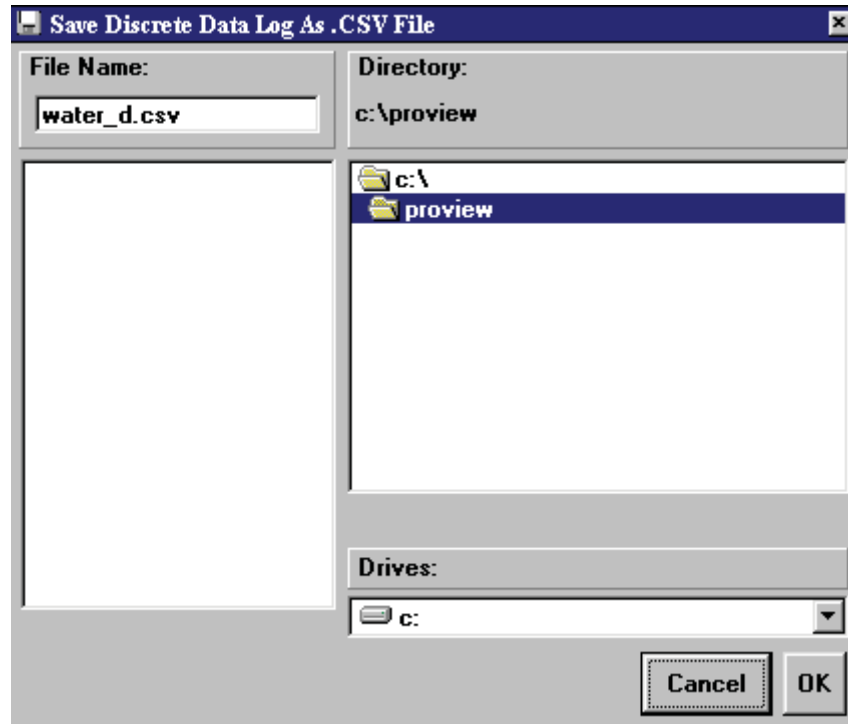 Save Discrete Data Log As .CSV File
File Name:
water_d.csv
Directory:
c:\proview
c:\
proview
Drives:
c:
Cancel
OK